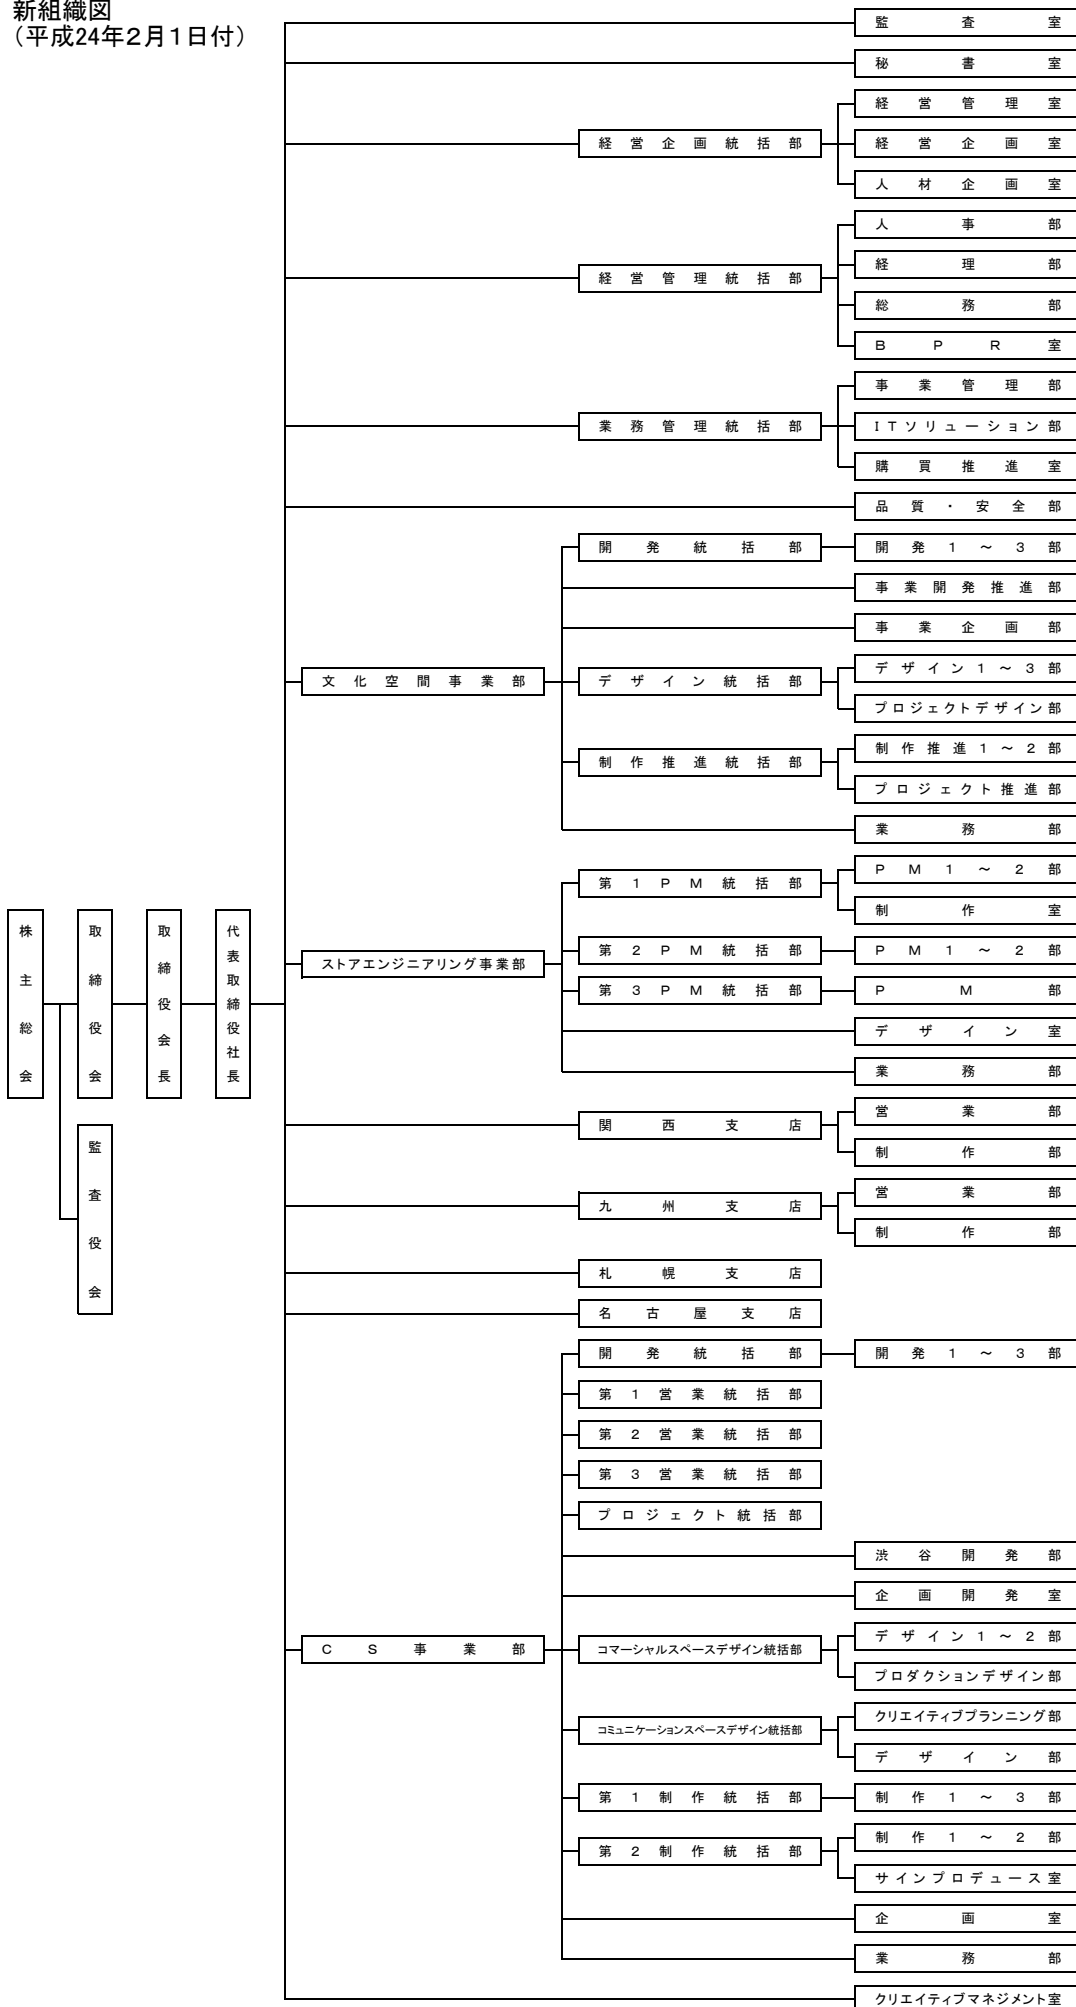 新組織図
（平成24年2月1日付）
株主総会
取締役会
監査役会
取締役会長
代表取締役社長
監査室
秘書室
経営企画統括部
経営管理室
経営企画室
人材企画室
経営管理統括部
人事部
経理部
総務部
BPR室
業務管理統括部
事業管理部
ITソリューション部
購買推進室
品質・安全部
文化空間事業部
開発統括部
開発1～3部
事業開発推進部
事業企画部
デザイン統括部
デザイン1～3部
プロジェクトデザイン部
制作推進統括部
制作推進1～2部
プロジェクト推進部
業務部
ストアエンジニアリング事業部
第1PM統括部
PM1～2部
制作室
第2PM統括部
PM1～2部
第3PM統括部
PM部
デザイン室
業務部
関西支店
営業部
制作部
九州支店
営業部
制作部
札幌支店
名古屋支店
CS事業部
開発統括部
開発1～3部
第1営業統括部
第2営業統括部
第3営業統括部
プロジェクト統括部
渋谷開発部
企画開発室
コマーシャルスペースデザイン統括部
デザイン1～2部
プロダクションデザイン部
コミュニケーションスペースデザイン統括部
クリエイティブプランニング部
デザイン部
第1制作統括部
制作1～3部
第2制作統括部
制作1～2部
サインプロデュース室
企画室
業務部
クリエイティブマネジメント室